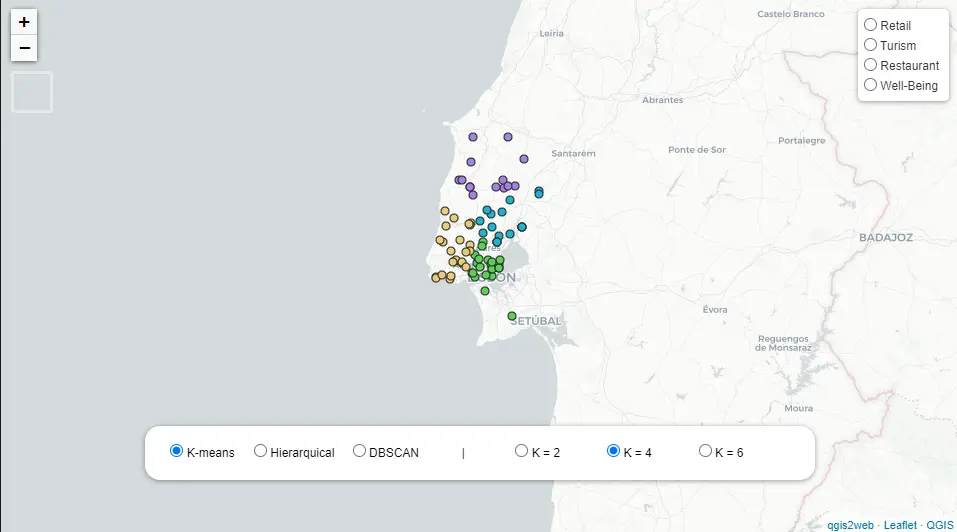 +
−
Castelo Branco
Leiria
Retail
Turism
Restaurant
Well-Being
Abrantes
Portalegre
Ponte de Sor
Santarém
BADAJOZ
SETÚBAL
Évora
Reguengos
de Monsaraz
Moura
K-means
Hierarquical
DBSCAN
|
K = 2
K = 4
K = 6
qgis2web · Leaflet · QGIS